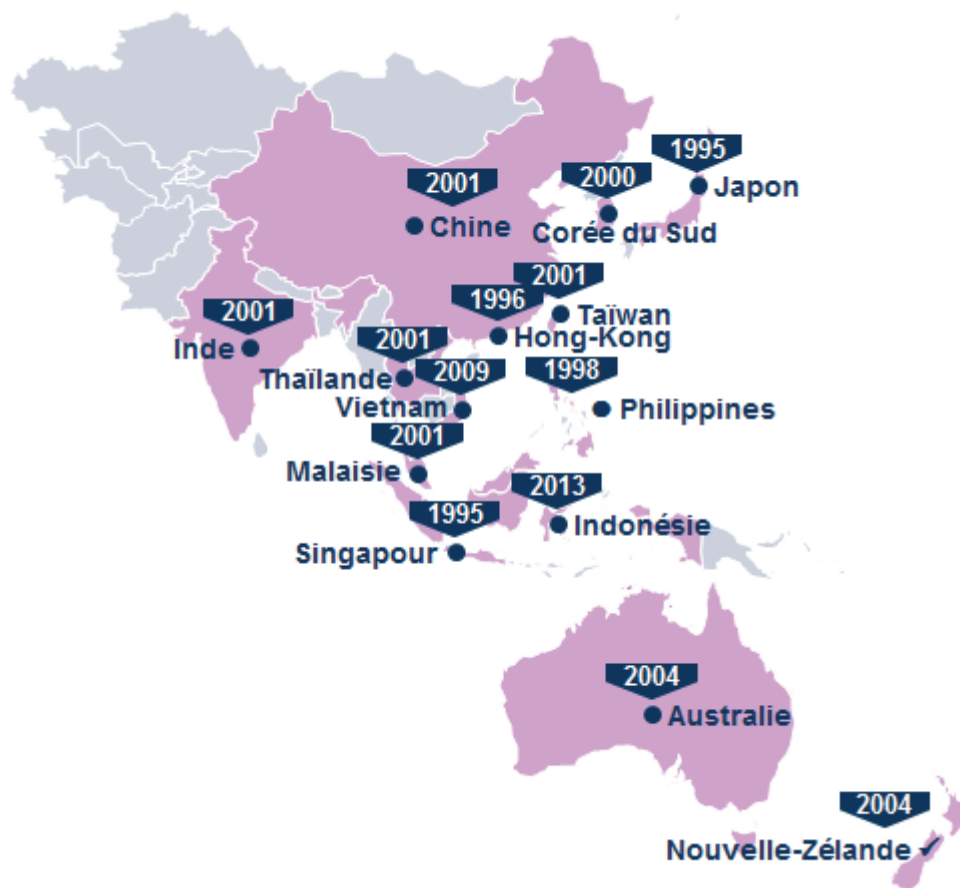 1995
Japon
2000
Corée du Sud
2001
Chine
2001
Taïwan
1996
Hong-Kong
2001
Inde
2001
Thaïlande
2009
Vietnam
1998
Philippines
2001
Malaisie
2013
Indonésie
1995
Singapour
2004
Australie
2004
Nouvelle-Zélande